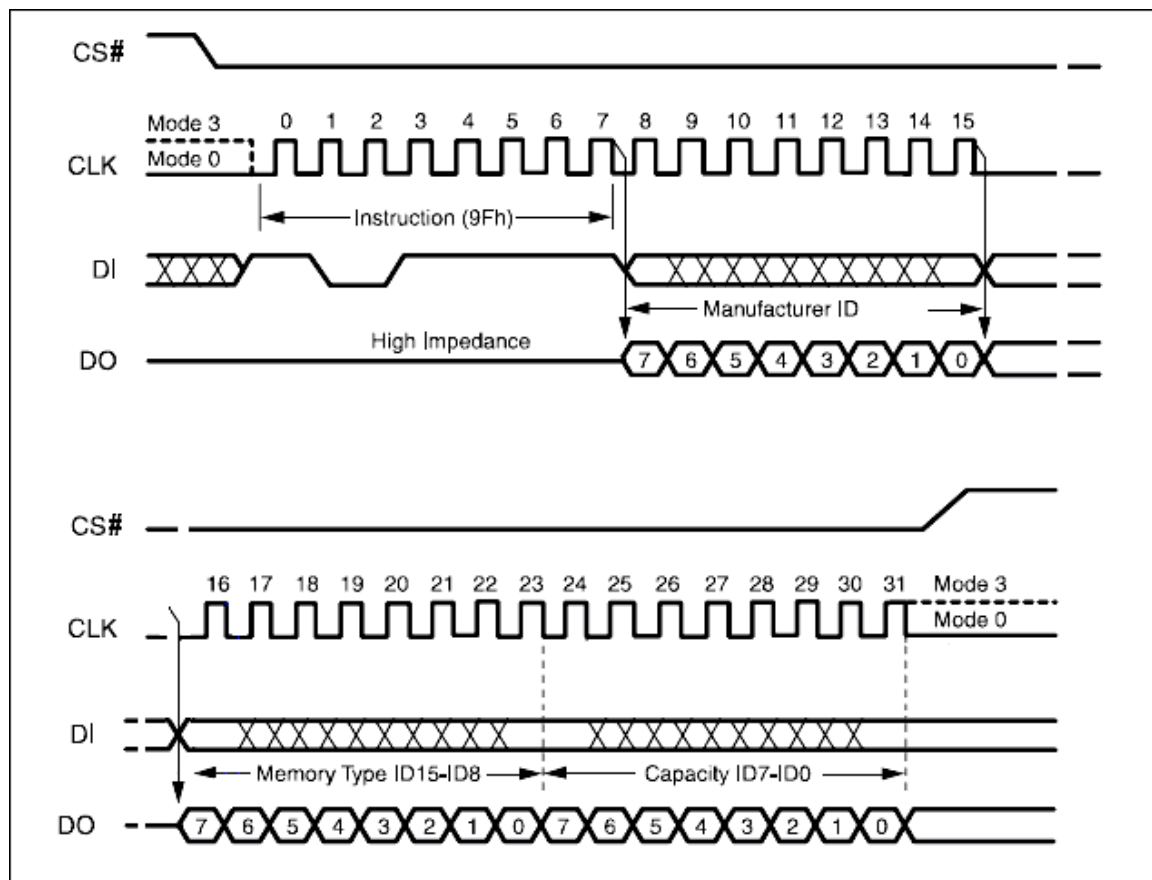 CS#
Mode 3
0 1 2 3 4 5 6 7 8 9 10 11 12 13 14 15
Mode 0
CLK
Instruction (9Fh)
DI
Manufacturer ID
High Impedance
DO
7 6 5 4 3 2 1 0
CS#
16 17 18 19 20 21 22 23 24 25 26 27 28 29 30 31
Mode 3
CLK
Mode 0
DI
Memory Type ID15-ID8
Capacity ID7-ID0
DO
7 6 5 4 3 2 1 0 7 6 5 4 3 2 1 0